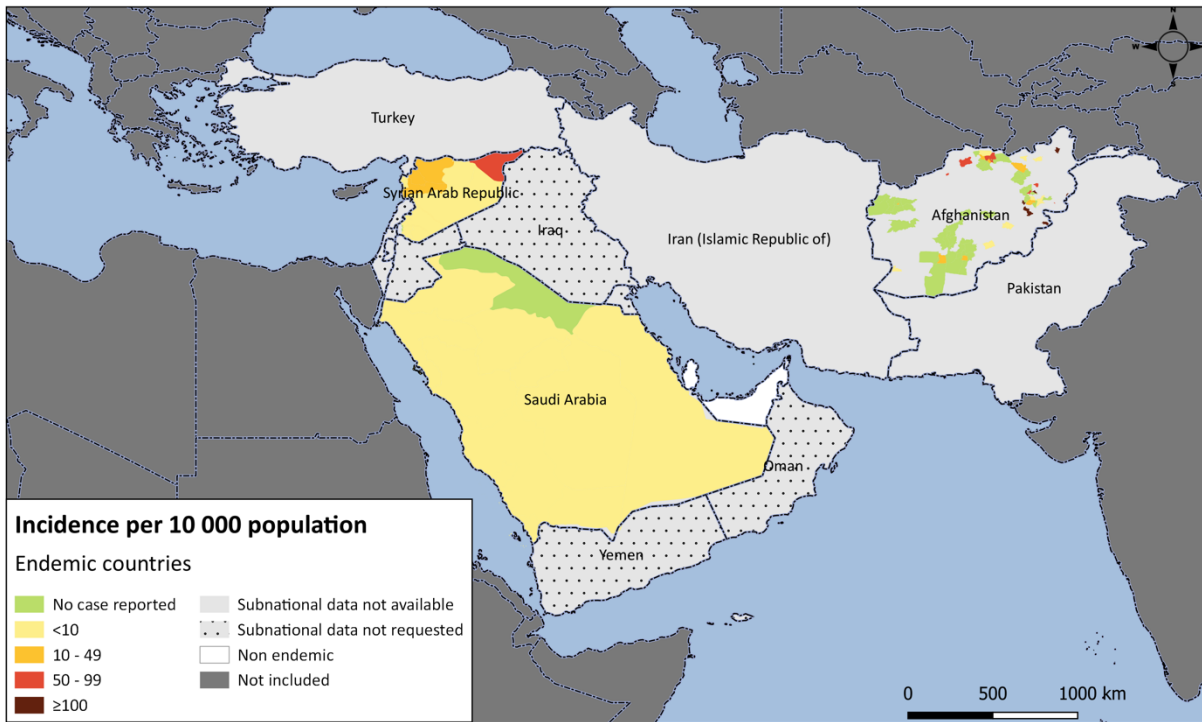 N
W
E
S
Turkey
Syrian Arab Republic
Iraq
Iran (Islamic Republic of)
Afghanistan
Pakistan
Saudi Arabia
Oman
Yemen
Incidence per 10 000 population
Endemic countries
No case reported
<10
10 - 49
50 - 99
≥100
Subnational data not available
Subnational data not requested
Non endemic
Not included
0 500 1000 km